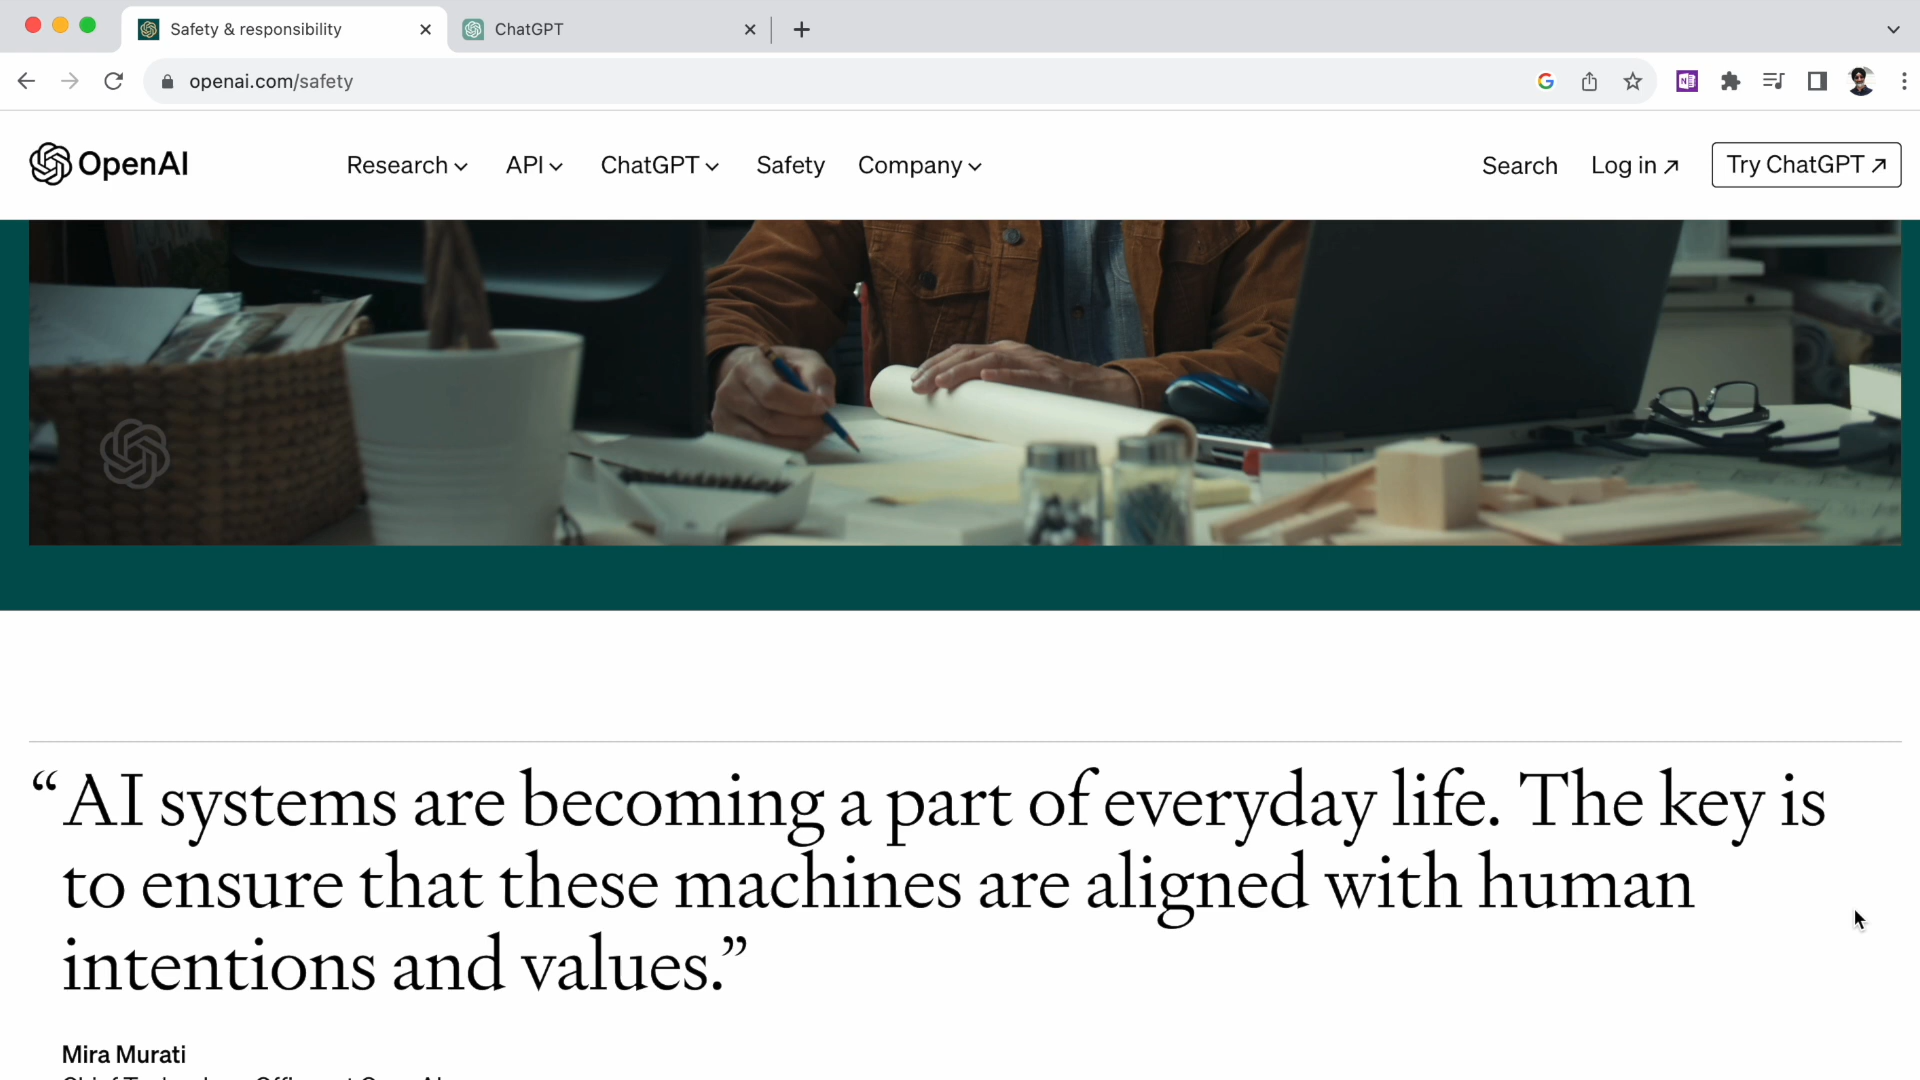 Safety & responsibility
ChatGPT
openai.com/safety
OpenAI
Research
API
ChatGPT
Safety
Company
Search
Log in ↗
Try ChatGPT ↗
“AI systems are becoming a part of everyday life. The key is
to ensure that these machines are aligned with human
intentions and values.”
Mira Murati